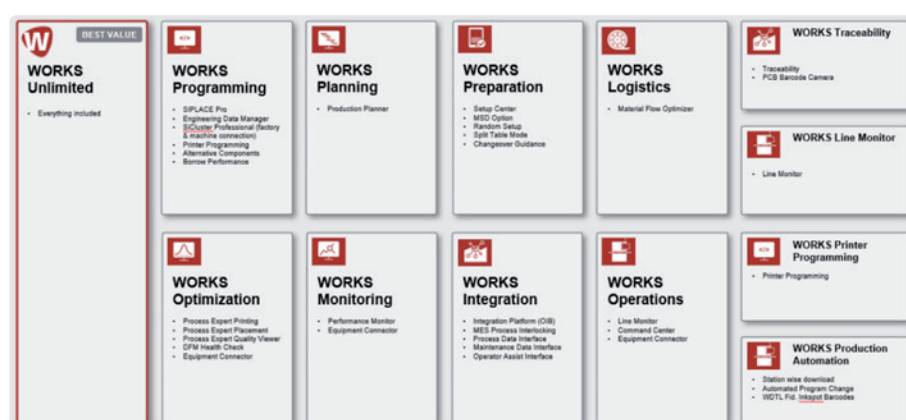 W
BEST VALUE
WORKS
Unlimited
• Everything included
WORKS
Programming
• SIPLACE Pro
• Engineering Data Manager
• SiCluster Professional (factory
& machine connection)
• Printer Programming
• Alternative Components
• Borrow Performance
WORKS
Planning
• Production Planner
WORKS
Preparation
• Setup Center
• MSD Option
• Random Setup
• Split Table Mode
• Changeover Guidance
WORKS
Logistics
• Material Flow Optimizer
WORKS Traceability
• Traceability
• PCB Barcode Camera
WORKS Line Monitor
• Line Monitor
WORKS
Optimization
• Process Expert Printing
• Process Expert Placement
• Process Expert Quality Viewer
• DFM Health Check
• Equipment Connector
WORKS
Monitoring
• Performance Monitor
• Equipment Connector
WORKS
Integration
• Integration Platform (OIB)
• MES Process Interlocking
• Process Data Interface
• Maintenance Data Interface
• Operator Assist Interface
WORKS
Operations
• Line Monitor
• Command Center
• Equipment Connector
WORKS Printer
Programming
• Printer Programming
WORKS Production
Automation
• Station wise download
• Automated Program Change
• WDTL Fid. Inkspot Barcodes